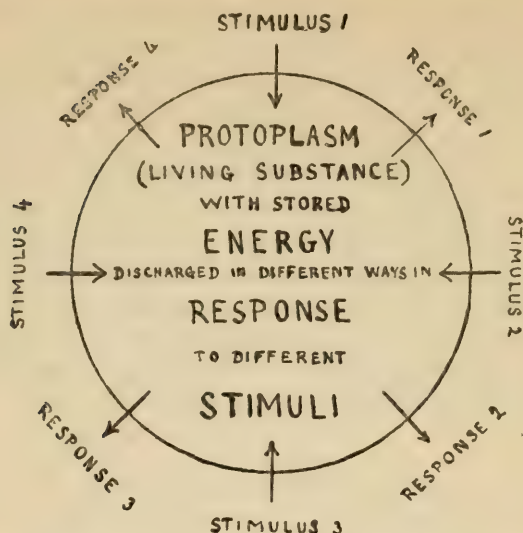 STIMULUS 1
RESPONSE 4
RESPONSE 1
PROTOPLASM
(LIVING SUBSTANCE)
WITH STORED
ENERGY
DISCHARGED IN DIFFERENT WAYS IN
RESPONSE
TO DIFFERENT
STIMULI
STIMULUS 4
STIMULUS 2
RESPONSE 3
RESPONSE 2
STIMULUS 3